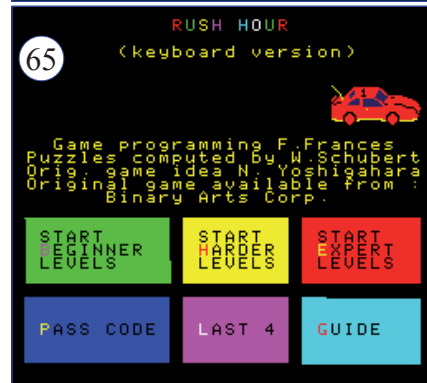 RUSH HOUR
65
(keyboard version)
1
Game programming F.Frances
Puzzles computed by W.Schubert
Orig. game idea N. Yoshigahara
Original game available from :
Binary Arts Corp.
START
BEGINNER
LEVELS
START
HARDER
LEVELS
START
EXPERT
LEVELS
PASS CODE
LAST 4
GUIDE